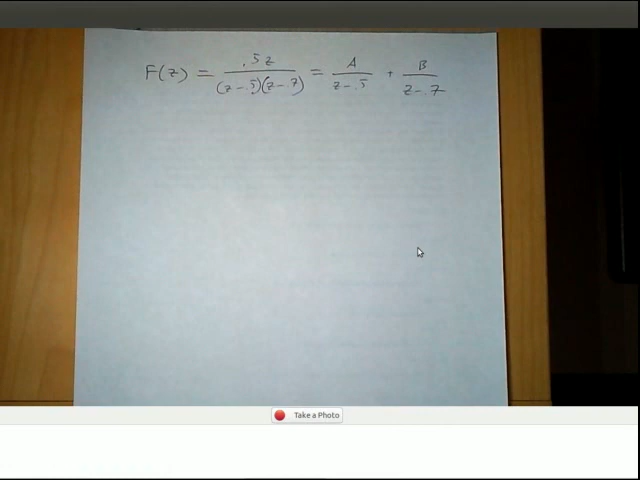 F(z) = .5z / (z-.5)(z-.7) = A / z-.5 + B / z-.7
Take a Photo